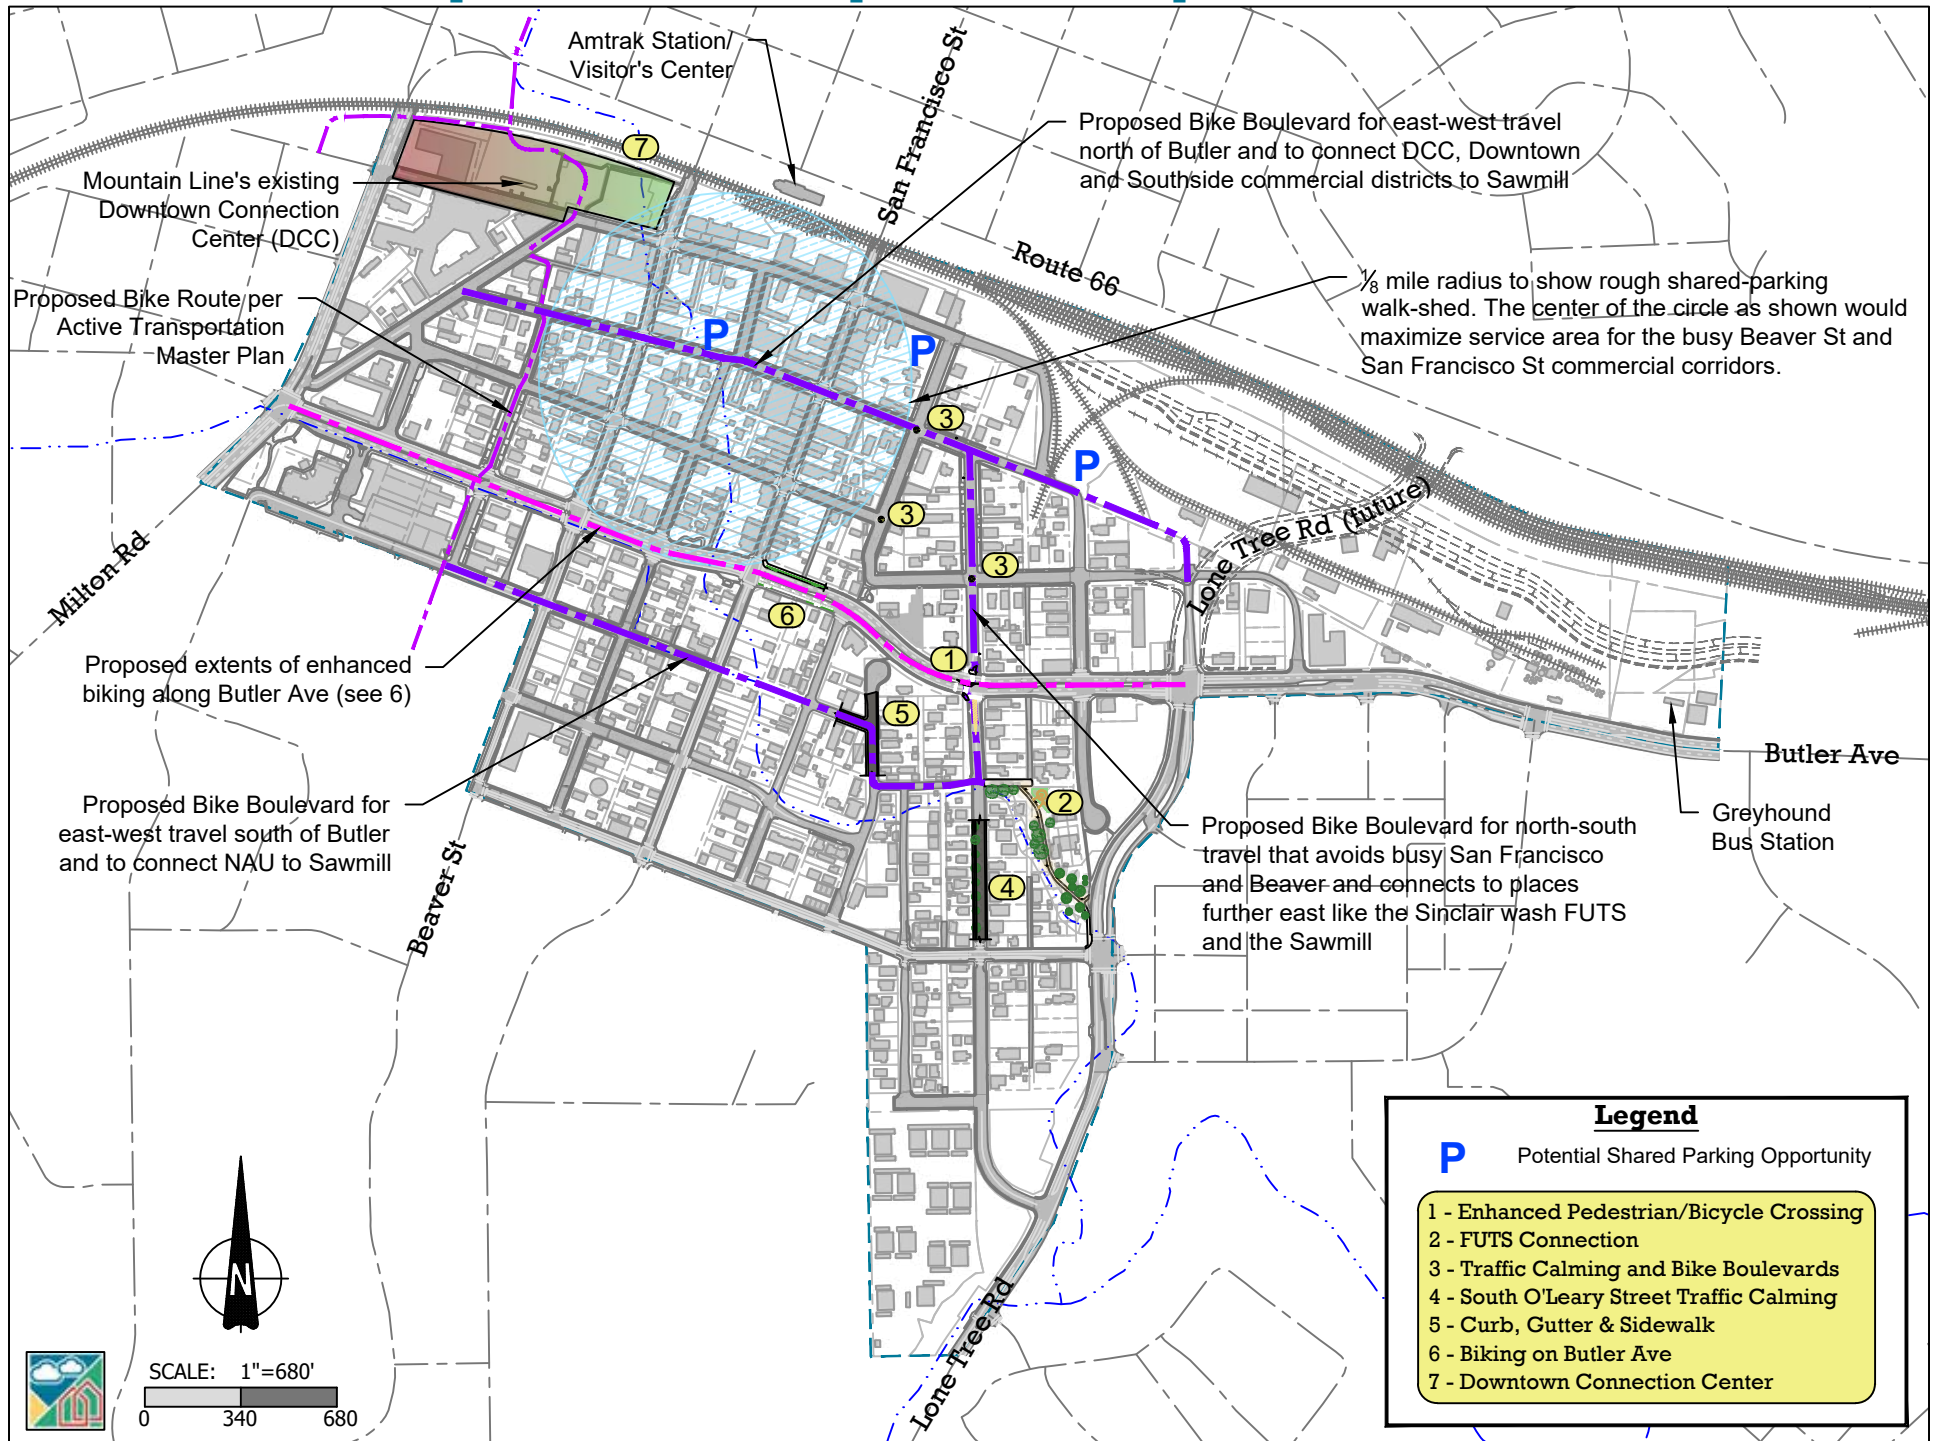 Amtrak Station/
Visitor's Center
San Francisco St
7
Proposed Bike Boulevard for east-west travel
north of Butler and to connect DCC, Downtown
and Southside commercial districts to Sawmill
Mountain Line's existing
Downtown Connection
Center (DCC)
Route 66
⅛ mile radius to show rough shared-parking
walk-shed. The center of the circle as shown would
maximize service area for the busy Beaver St and
San Francisco St commercial corridors.
Proposed Bike Route per
Active Transportation
Master Plan
P
P
3
P
3
Lone Tree Rd (future)
3
Milton Rd
6
1
Proposed extents of enhanced
biking along Butler Ave (see 6)
5
Butler Ave
2
Proposed Bike Boulevard for
east-west travel south of Butler
and to connect NAU to Sawmill
Greyhound
Bus Station
Proposed Bike Boulevard for north-south
travel that avoids busy San Francisco
and Beaver and connects to places
further east like the Sinclair wash FUTS
and the Sawmill
4
Beaver St
Lone Tree Rd
Legend
P Potential Shared Parking Opportunity
1 - Enhanced Pedestrian/Bicycle Crossing
2 - FUTS Connection
3 - Traffic Calming and Bike Boulevards
4 - South O'Leary Street Traffic Calming
5 - Curb, Gutter & Sidewalk
6 - Biking on Butler Ave
7 - Downtown Connection Center
N
SCALE: 1"=680'
0 340 680